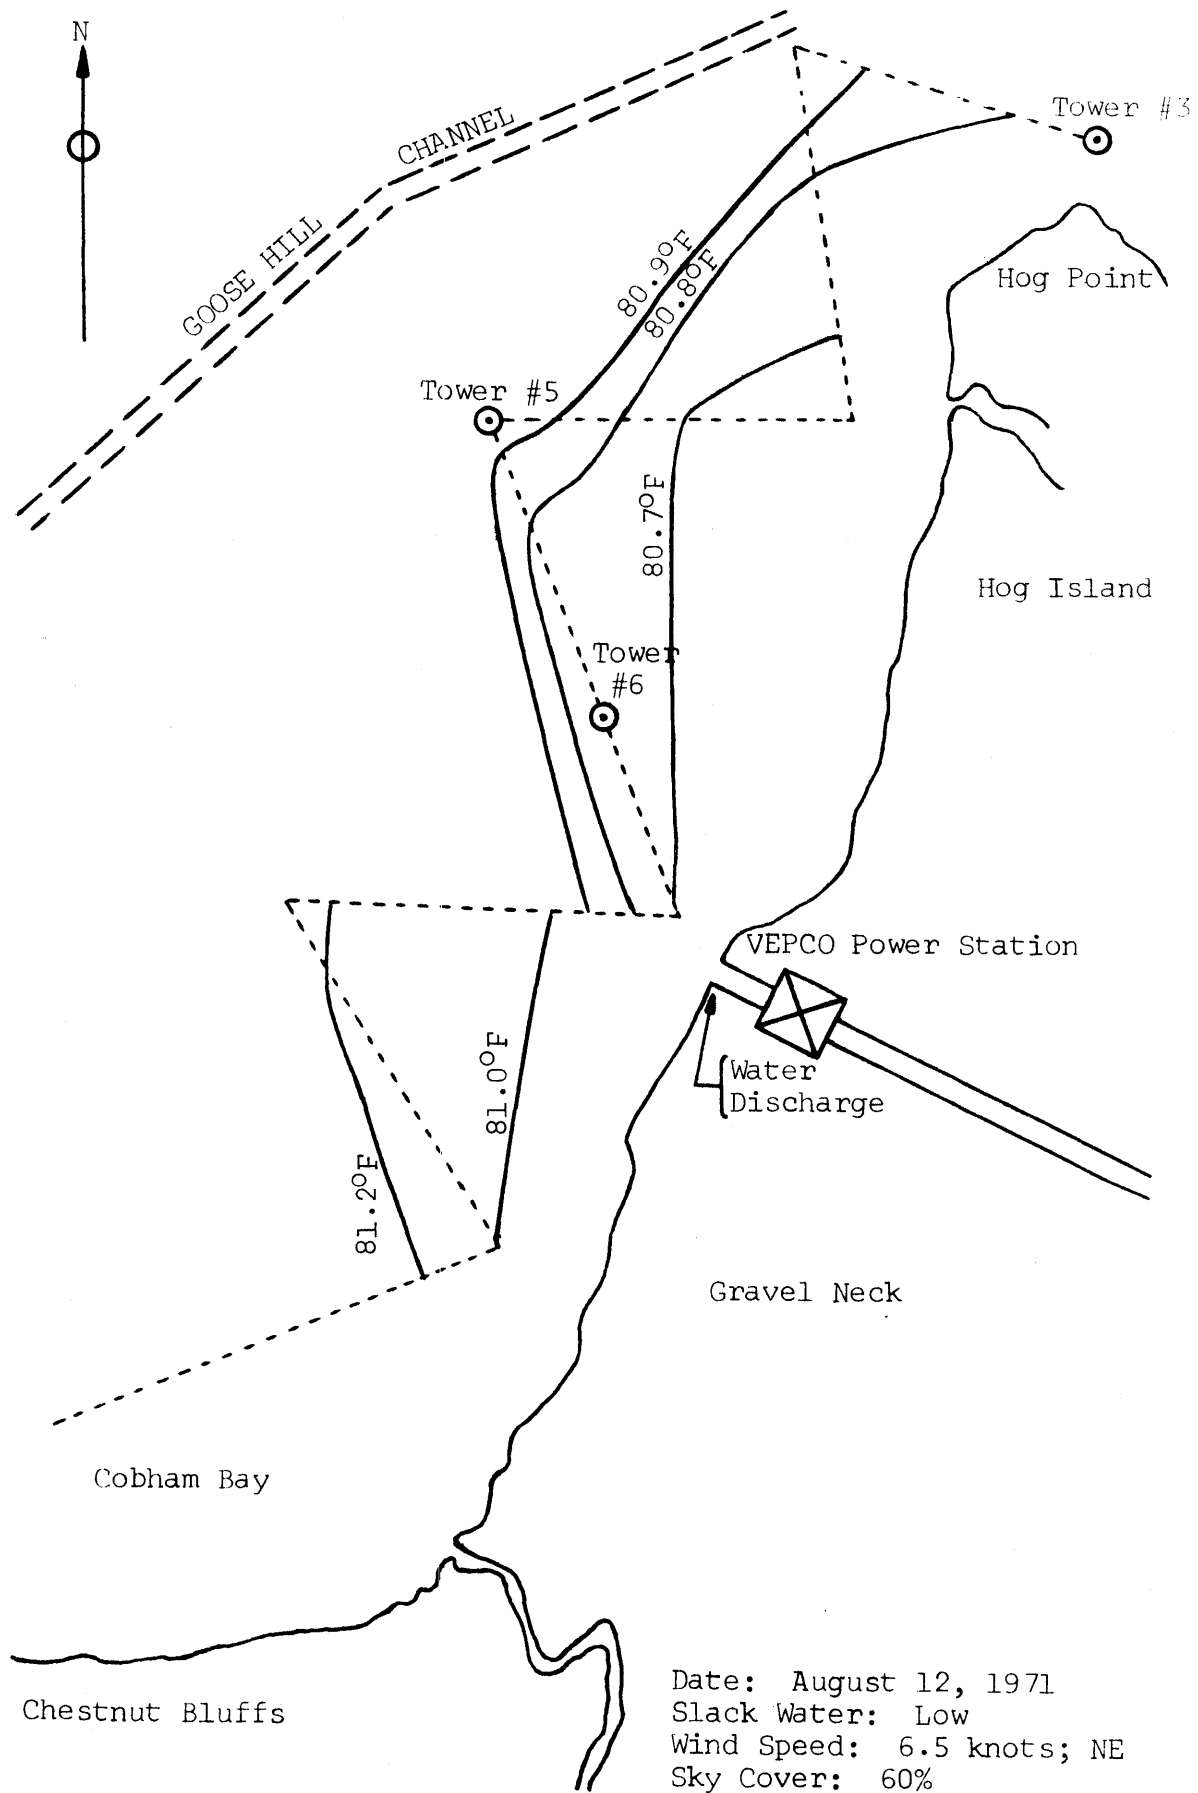 N
Tower #3
CHANNEL
GOOSE HILL
Hog Point
80.9°F
80.8°F
Tower #5
80.7°F
Hog Island
Tower
#6
VEPCO Power Station
81.0°F
Water
Discharge
81.2°F
Gravel Neck
Cobham Bay
Chestnut Bluffs
Date: August 12, 1971
Slack Water: Low
Wind Speed: 6.5 knots; NE
Sky Cover: 60%